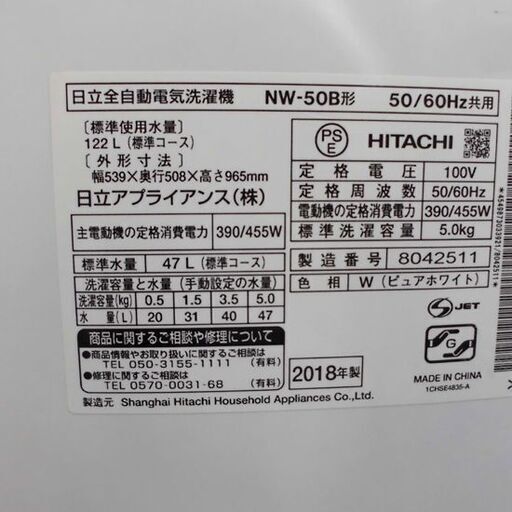 日立全自動電気洗濯機 NW-50B形 50/60Hz共用
〔標準使用水量〕
122 L（標準コース）
〔外形寸法〕
幅539×奥行508×高さ965mm
日立アプライアンス（株）
主電動機の定格消費電力 390/455W
標準水量 47 L（標準コース）
洗濯容量と水量（手動設定の水量）
洗濯容量(kg) 0.5 1.5 3.5 5.0
水量(L) 20 31 40 47
商品に関するご相談や修理について
●商品情報やお取り扱いに関するご相談は
TEL 050-3155-1111（有料）
●修理に関するご相談は
TEL 0570-0031-68（有料）
製造元 Shanghai Hitachi Household Appliances Co.,Ltd.
PS
E
HITACHI
定格電圧 100V
定格周波数 50/60Hz
電動機の定格消費電力 390/455W
標準洗濯容量 5.0kg
製造番号 8042511
色相 W（ピュアホワイト）
S JET
G
2018年製
MADE IN CHINA
1CHSE4835-A
*4549873033921/8042511*